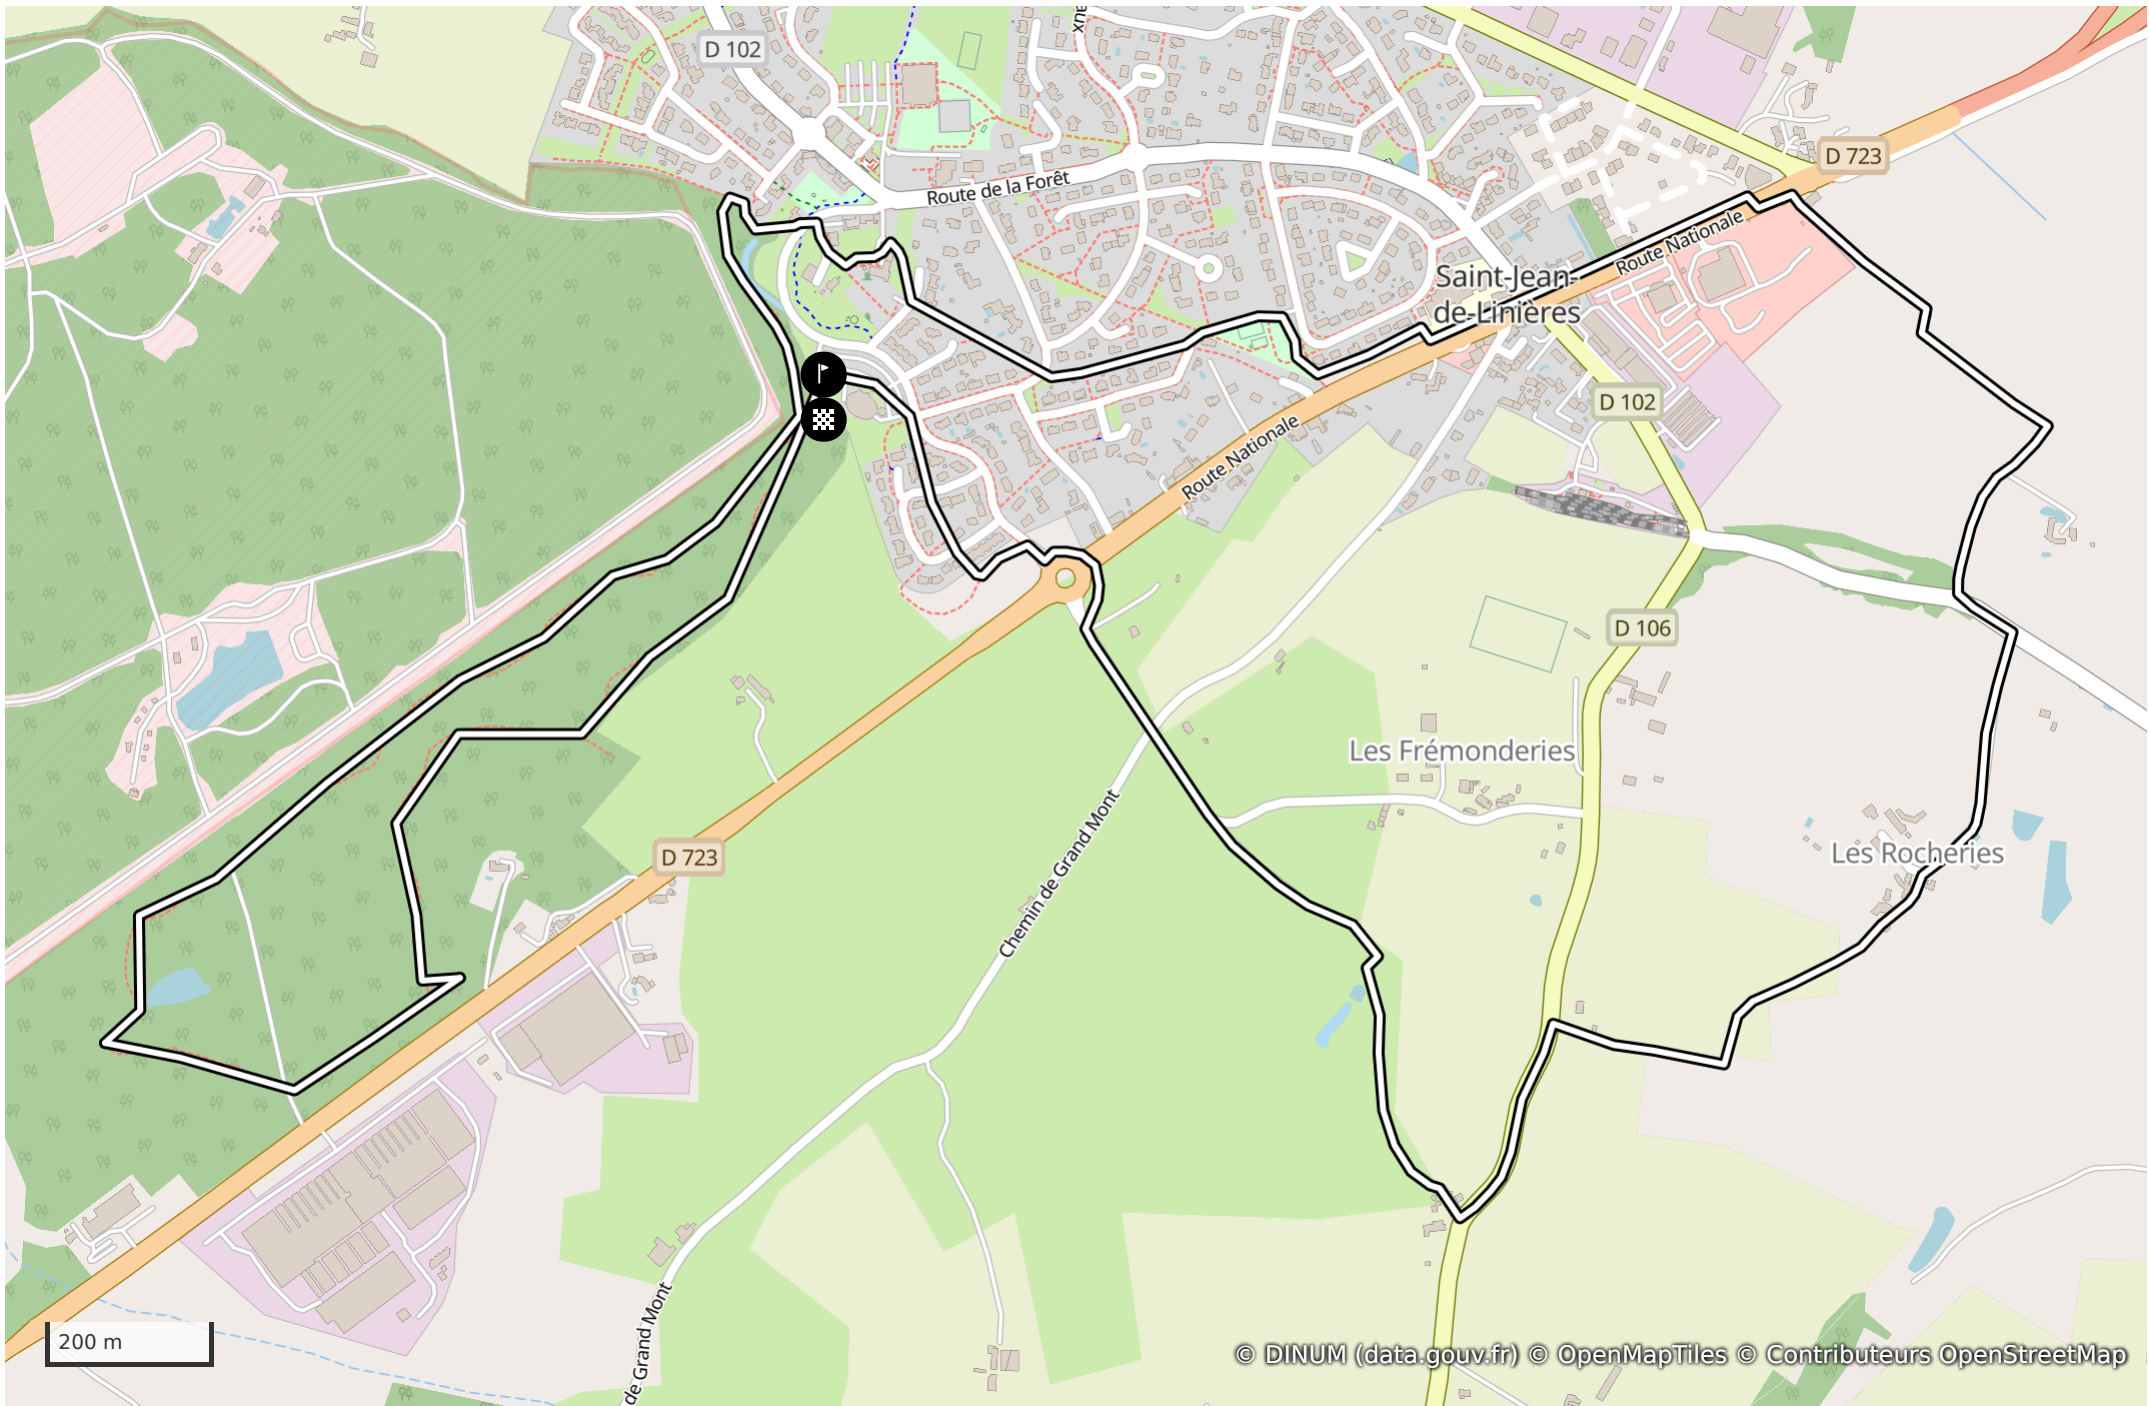 D 102
aux
Route de la Forêt
D 723
Route Nationale
Saint-Jean-
de-Linières
D 102
Route Nationale
D 106
Les Frémonderies
Chemin de Grand Mont
D 723
Les Rocheries
de Grand Mont
200 m
© DINUM (data.gouv.fr) © OpenMapTiles © Contributeurs OpenStreetMap